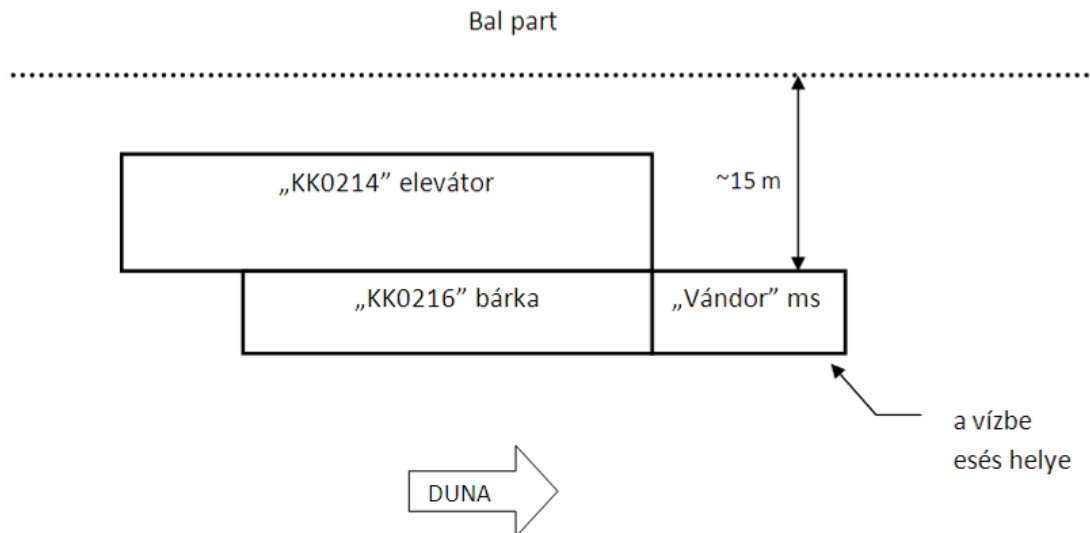 Bal part
„KK0214” elevátor
~15 m
„KK0216” bárka
„Vándor” ms
a vízbe
esés helye
DUNA